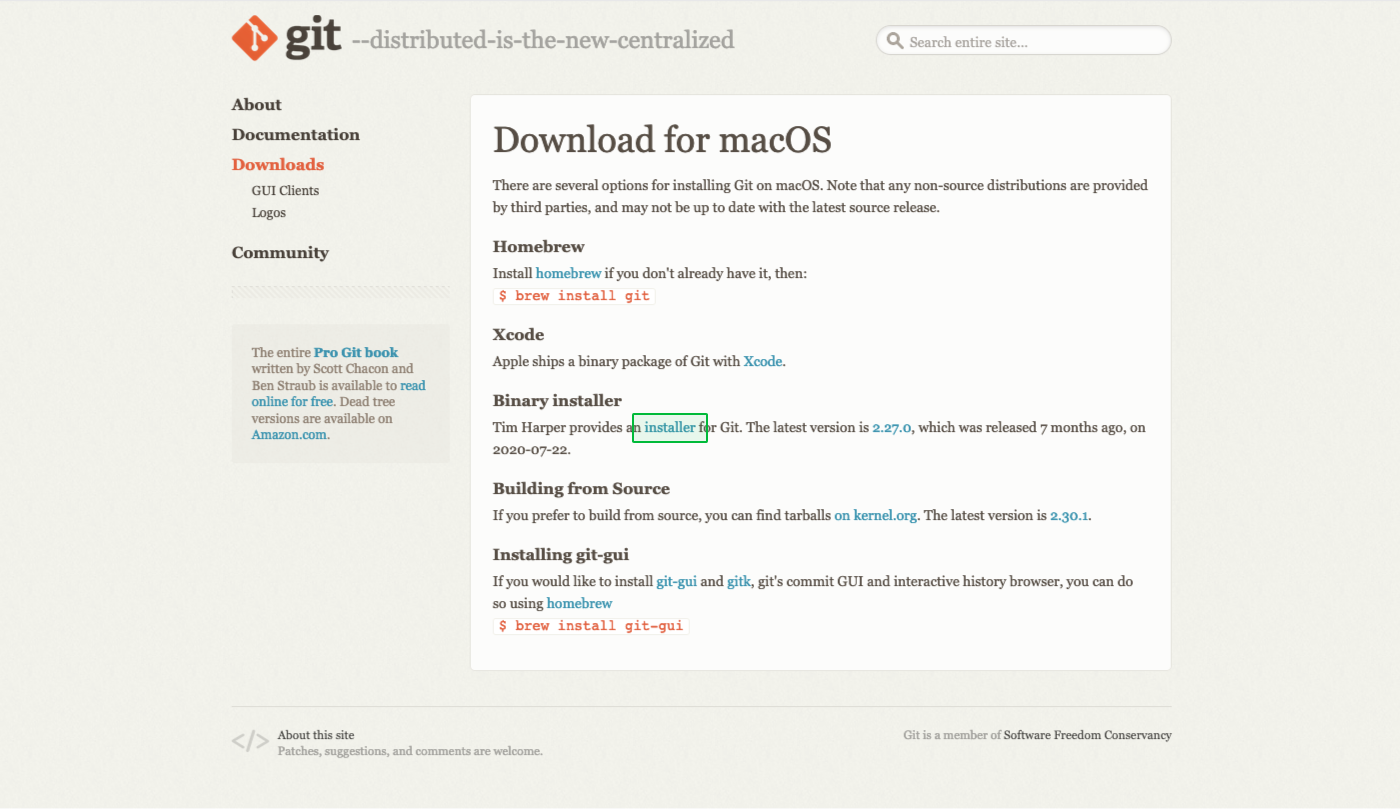 git --distributed-is-the-new-centralized
Search entire site...
About
Documentation
Downloads
GUI Clients
Logos
Community
The entire Pro Git book
written by Scott Chacon and
Ben Straub is available to read
online for free. Dead tree
versions are available on
Amazon.com.
Download for macOS
There are several options for installing Git on macOS. Note that any non-source distributions are provided
by third parties, and may not be up to date with the latest source release.
Homebrew
Install homebrew if you don't already have it, then:
$ brew install git
Xcode
Apple ships a binary package of Git with Xcode.
Binary installer
Tim Harper provides an installer for Git. The latest version is 2.27.0, which was released 7 months ago, on
2020-07-22.
Building from Source
If you prefer to build from source, you can find tarballs on kernel.org. The latest version is 2.30.1.
Installing git-gui
If you would like to install git-gui and gitk, git's commit GUI and interactive history browser, you can do
so using homebrew
$ brew install git-gui
</> About this site
Patches, suggestions, and comments are welcome.
Git is a member of Software Freedom Conservancy